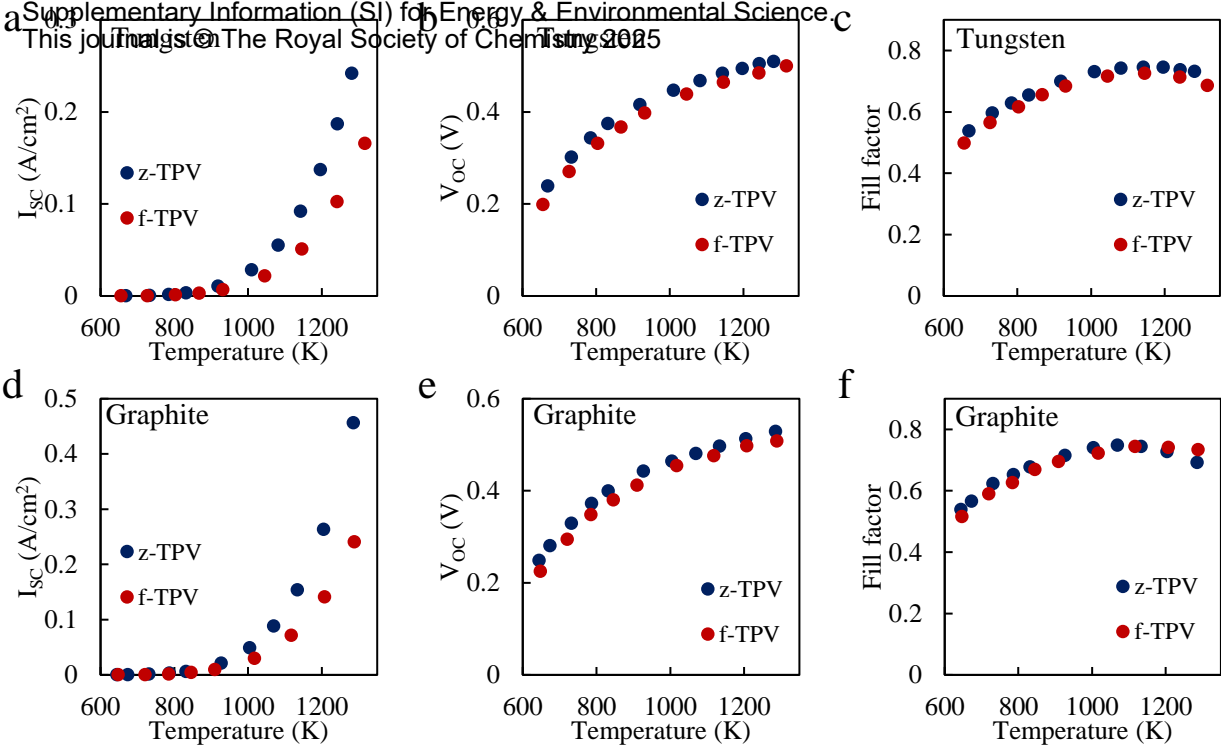 Supplementary Information (SI) for Energy & Environmental Science.
This journal is © The Royal Society of Chemistry 2025
a
Tungsten
0.3
0.2
0.1
0
I_SC (A/cm²)
z-TPV
f-TPV
600 800 1000 1200
Temperature (K)
b
Tungsten
0.6
0.4
0.2
0
V_OC (V)
z-TPV
f-TPV
600 800 1000 1200
Temperature (K)
c
Tungsten
0.8
0.6
0.4
0.2
0
Fill factor
z-TPV
f-TPV
600 800 1000 1200
Temperature (K)
d
Graphite
0.5
0.4
0.3
0.2
0.1
0
I_SC (A/cm²)
z-TPV
f-TPV
600 800 1000 1200
Temperature (K)
e
Graphite
0.6
0.4
0.2
0
V_OC (V)
z-TPV
f-TPV
600 800 1000 1200
Temperature (K)
f
Graphite
0.8
0.6
0.4
0.2
0
Fill factor
z-TPV
f-TPV
600 800 1000 1200
Temperature (K)